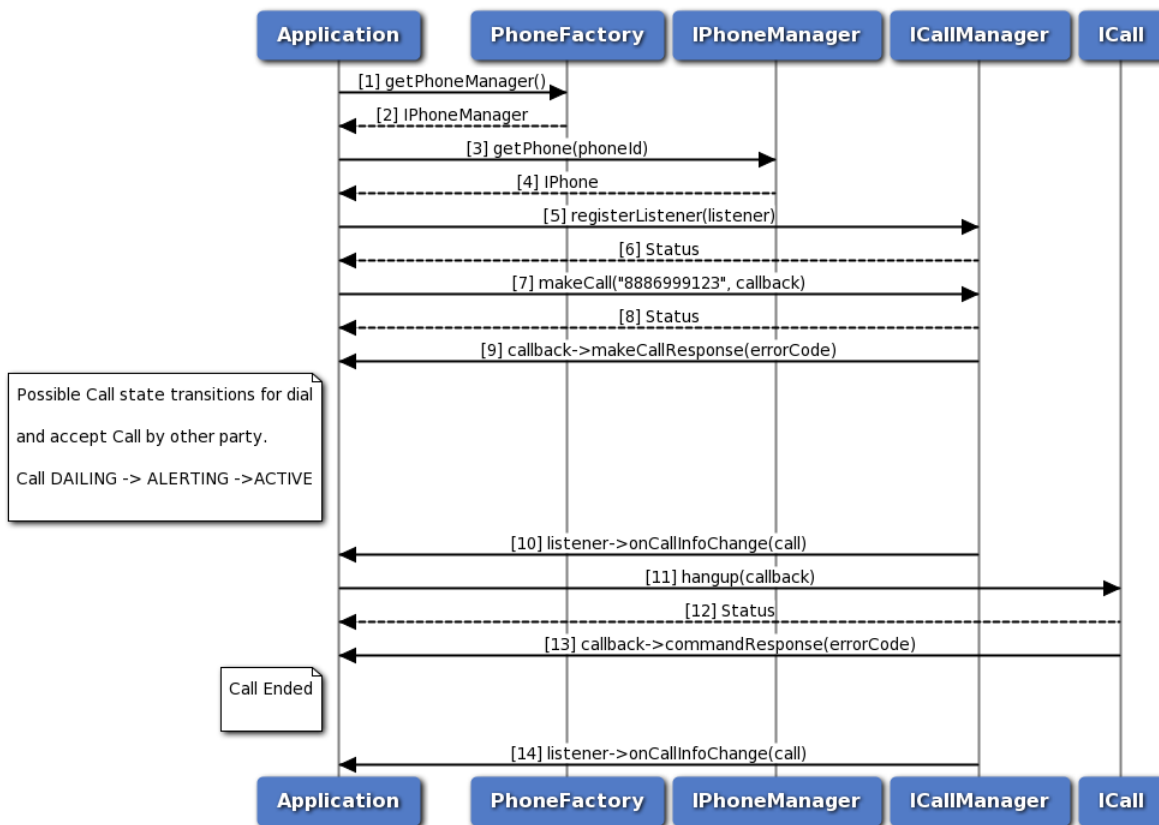 Application
PhoneFactory
IPhoneManager
ICallManager
ICall
[1] getPhoneManager()
[2] IPhoneManager
[3] getPhone(phoneId)
[4] IPhone
[5] registerListener(listener)
[6] Status
[7] makeCall("8886999123", callback)
[8] Status
[9] callback->makeCallResponse(errorCode)
Possible Call state transitions for dial
and accept Call by other party.
Call DAILING -> ALERTING ->ACTIVE
[10] listener->onCallInfoChange(call)
[11] hangup(callback)
[12] Status
[13] callback->commandResponse(errorCode)
Call Ended
[14] listener->onCallInfoChange(call)
Application
PhoneFactory
IPhoneManager
ICallManager
ICall